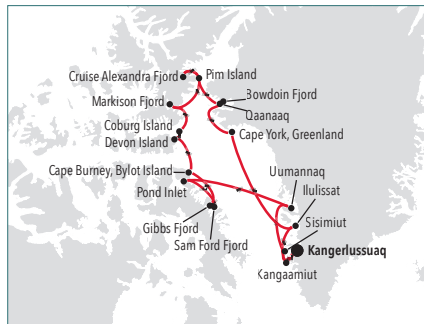 Cruise Alexandra Fjord
Pim Island
Bowdoin Fjord
Markison Fjord
Qaanaaq
Coburg Island
Cape York, Greenland
Devon Island
Cape Burney, Bylot Island
Uumannaq
Pond Inlet
Ilulissat
Sisimiut
Gibbs Fjord
Kangerlussuaq
Sam Ford Fjord
Kangaamiut